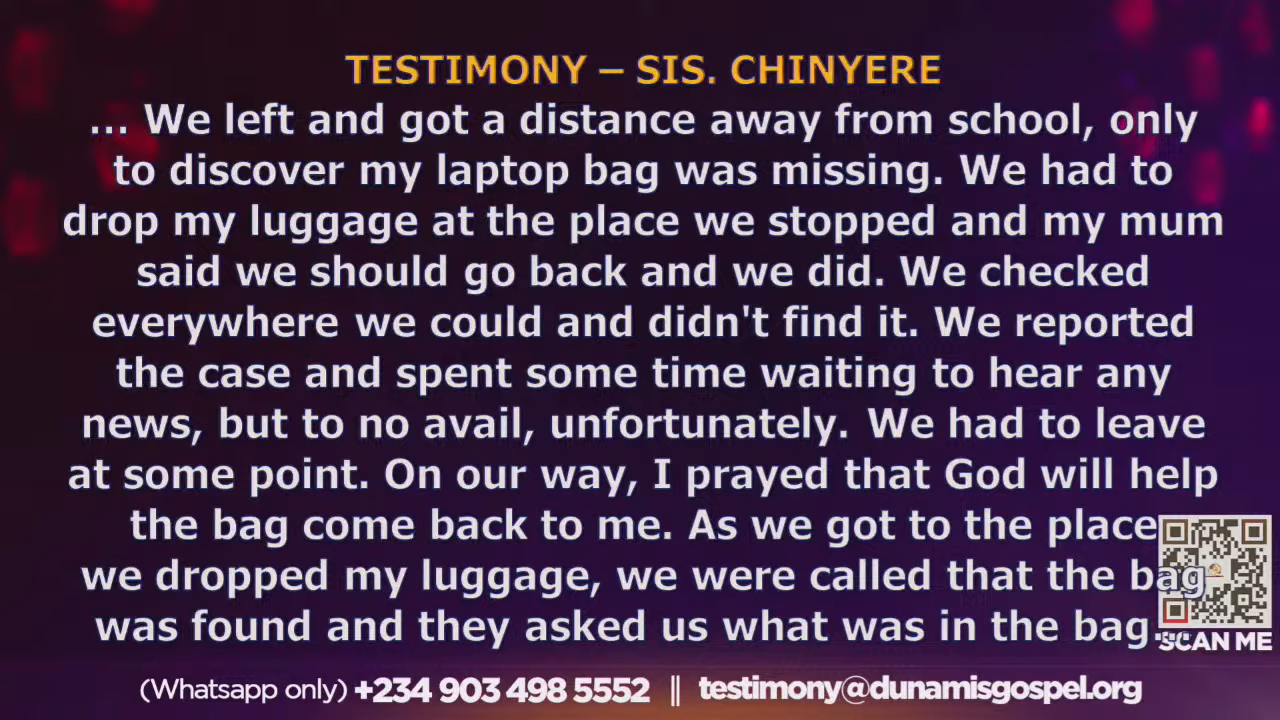 TESTIMONY – SIS. CHINYERE
... We left and got a distance away from school, only
to discover my laptop bag was missing. We had to
drop my luggage at the place we stopped and my mum
said we should go back and we did. We checked
everywhere we could and didn't find it. We reported
the case and spent some time waiting to hear any
news, but to no avail, unfortunately. We had to leave
at some point. On our way, I prayed that God will help
the bag come back to me. As we got to the place
we dropped my luggage, we were called that the bag
was found and they asked us what was in the bag...
SCAN ME
(Whatsapp only) +234 903 498 5552 || testimony@dunamisgospel.org